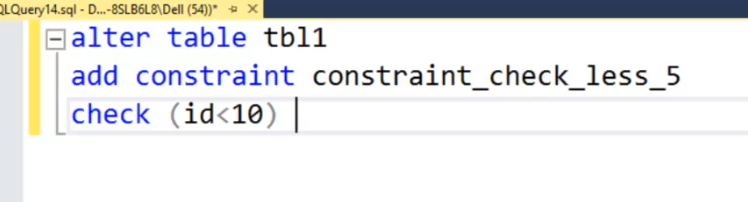 QLQuery14.sql - D...-8SLB6L8\Dell (54))*
alter table tbl1
add constraint constraint_check_less_5
check (id<10)